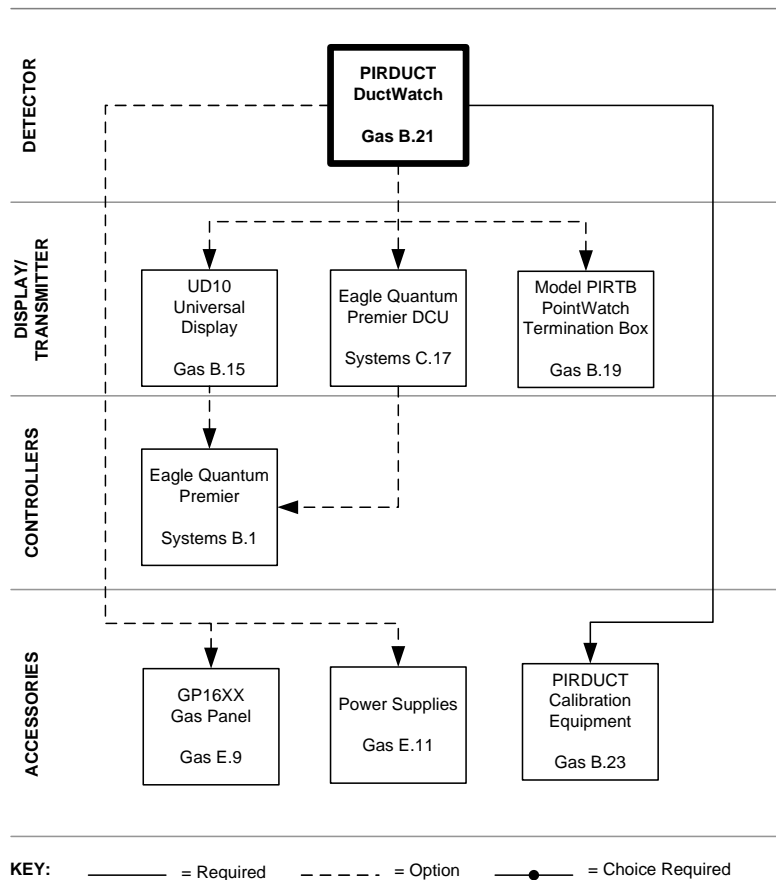 DETECTOR
PIRDUCT
DuctWatch
Gas B.21
DISPLAY/
TRANSMITTER
UD10
Universal
Display
Gas B.15
Eagle Quantum
Premier DCU
Systems C.17
Model PIRTB
PointWatch
Termination Box
Gas B.19
CONTROLLERS
Eagle Quantum
Premier
Systems B.1
ACCESSORIES
GP16XX
Gas Panel
Gas E.9
Power Supplies
Gas E.11
PIRDUCT
Calibration
Equipment
Gas B.23
KEY: = Required = Option = Choice Required